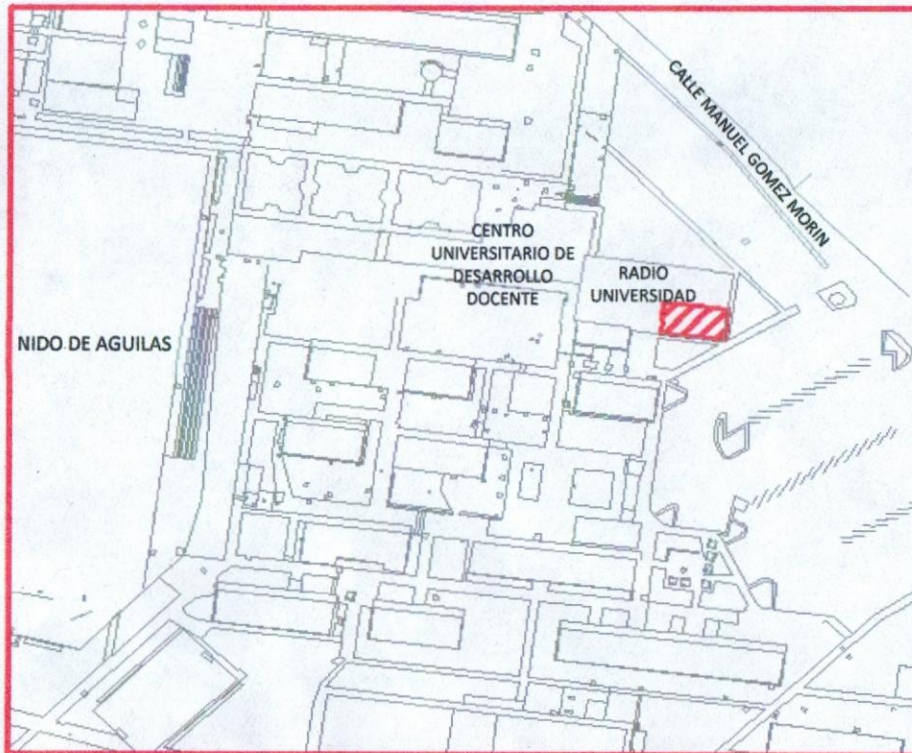 CALLE MANUEL GOMEZ MORIN
CENTRO
UNIVERSITARIO DE
DESARROLLO
DOCENTE
RADIO
UNIVERSIDAD
NIDO DE AGUILAS